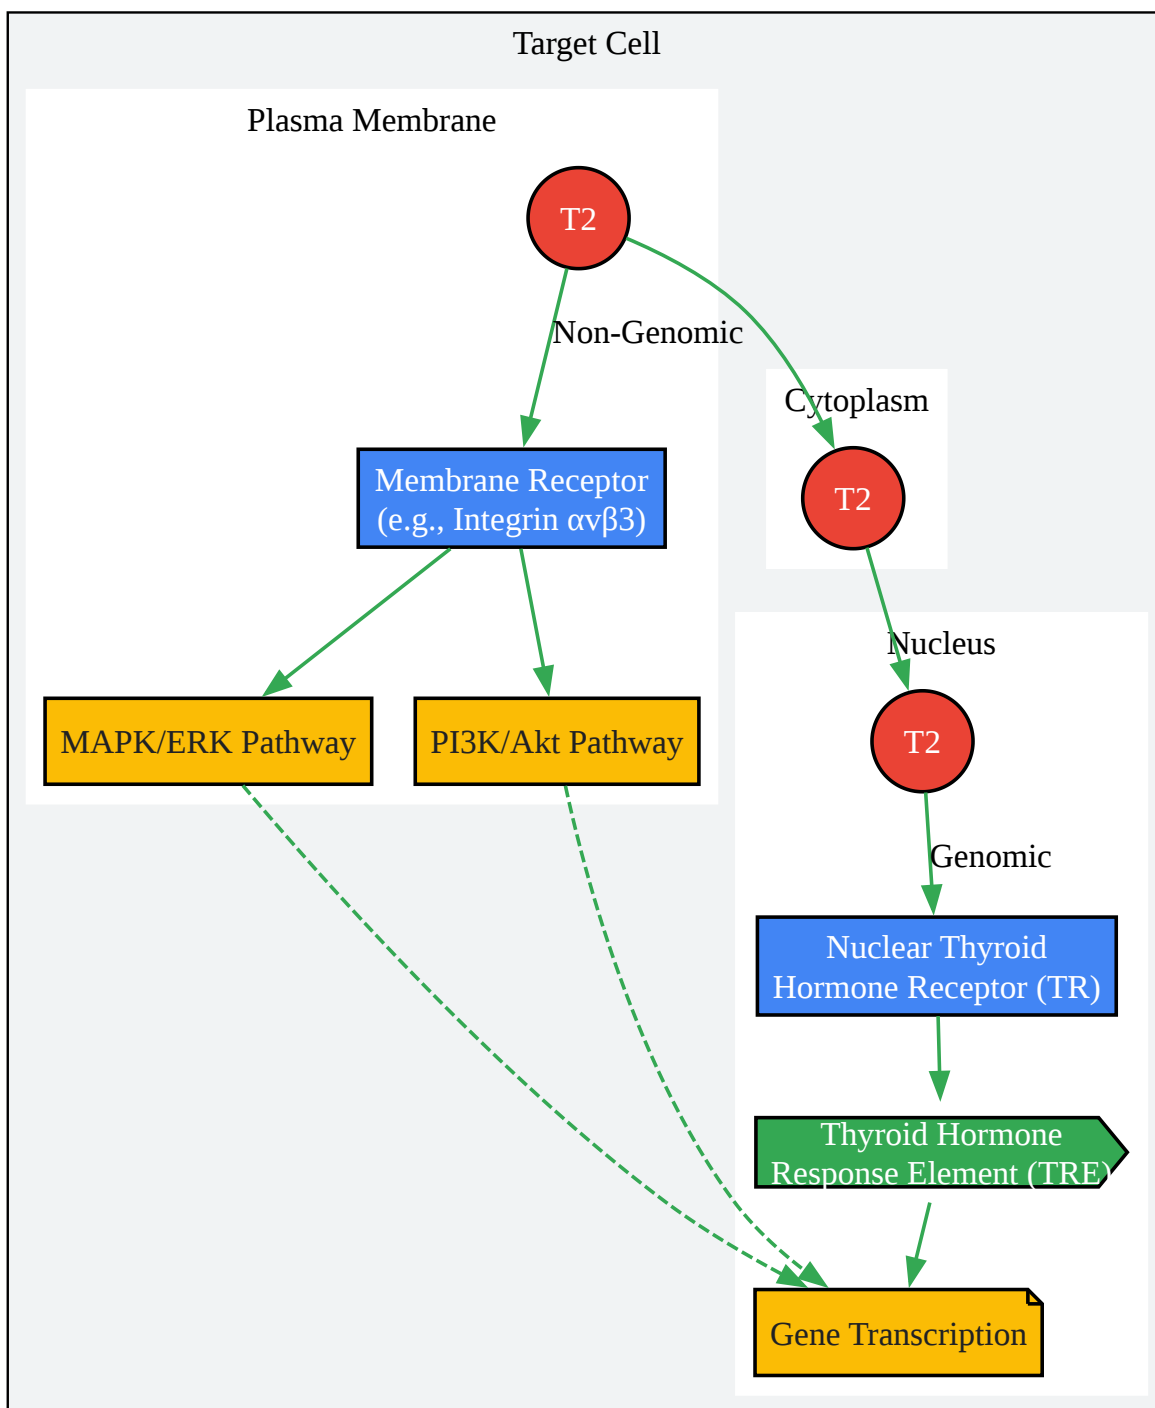 Target Cell
Plasma Membrane
T2
Non-Genomic
Cytoplasm
Membrane Receptor
(e.g., Integrin αvβ3)
T2
Nucleus
MAPK/ERK Pathway
PI3K/Akt Pathway
T2
Genomic
Nuclear Thyroid
Hormone Receptor (TR)
Thyroid Hormone
Response Element (TRE)
Gene Transcription